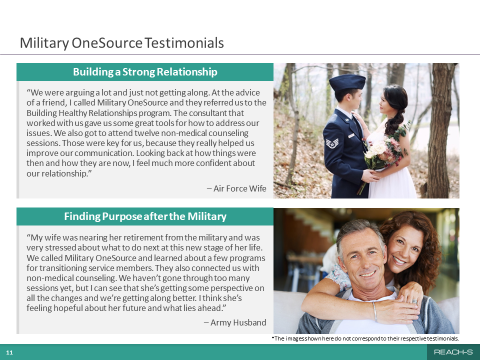 Military OneSource Testimonials
Building a Strong Relationship
“We were arguing a lot and just not getting along. At the advice
of a friend, I called Military OneSource and they referred us to the
Building Healthy Relationships program. The consultant that
worked with us gave us some great tools for how to address our
issues. We also got to attend twelve non-medical counseling
sessions. Those were key for us, because they really helped us
improve our communication. Looking back at how things were
then and how they are now, I feel much more confident about
our relationship.”
– Air Force Wife
Finding Purpose after the Military
“My wife was nearing her retirement from the military and was
very stressed about what to do next at this new stage of her life.
We called Military OneSource and learned about a few programs
for transitioning service members. They also connected us with
non-medical counseling. We haven’t gone through too many
sessions yet, but I can see that she’s getting some perspective on
all the changes and we’re getting along better. I think she’s
feeling hopeful about her future and what lies ahead.”
– Army Husband
*The images shown here do not correspond to their respective testimonials.
11
REACH-S